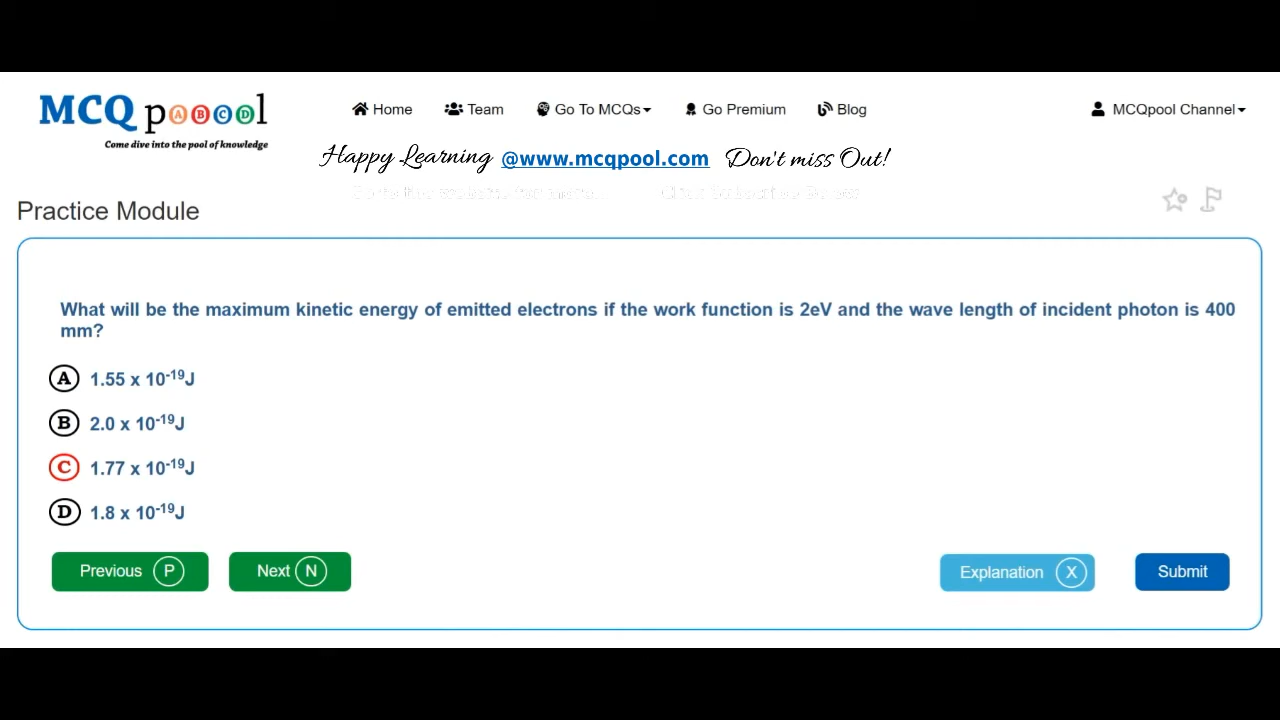 MCQ pABCDl
Come dive into the pool of knowledge
Home Team Go To MCQs Go Premium Blog MCQpool Channel
Happy Learning @www.mcqpool.com Don't miss Out!
Practice Module
What will be the maximum kinetic energy of emitted electrons if the work function is 2eV and the wave length of incident photon is 400
mm?
A 1.55 x 10⁻¹⁹J
B 2.0 x 10⁻¹⁹J
C 1.77 x 10⁻¹⁹J
D 1.8 x 10⁻¹⁹J
Previous P Next N Explanation X Submit